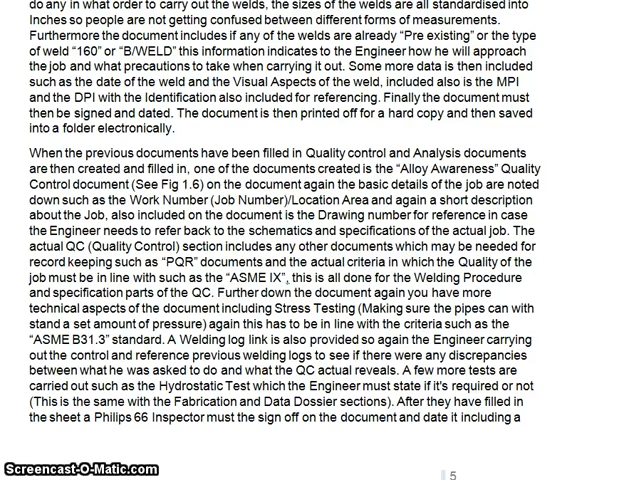 do any in what order to carry out the welds, the sizes of the welds are all standardised into
Inches so people are not getting confused between different forms of measurements.
Furthermore the document includes if any of the welds are already “Pre existing” or the type
of weld “160” or “B/WELD” this information indicates to the Engineer how he will approach
the job and what precautions to take when carrying it out. Some more data is then included
such as the date of the weld and the Visual Aspects of the weld, included also is the MPI
and the DPI with the Identification also included for referencing. Finally the document must
then be signed and dated. The document is then printed off for a hard copy and then saved
into a folder electronically.
When the previous documents have been filled in Quality control and Analysis documents
are then created and filled in, one of the documents created is the “Alloy Awareness” Quality
Control document (See Fig 1.6) on the document again the basic details of the job are noted
down such as the Work Number (Job Number)/Location Area and again a short description
about the Job, also included on the document is the Drawing number for reference in case
the Engineer needs to refer back to the schematics and specifications of the actual job. The
actual QC (Quality Control) section includes any other documents which may be needed for
record keeping such as “PQR” documents and the actual criteria in which the Quality of the
job must be in line with such as the “ASME IX”, this is all done for the Welding Procedure
and specification parts of the QC. Further down the document again you have more
technical aspects of the document including Stress Testing (Making sure the pipes can with
stand a set amount of pressure) again this has to be in line with the criteria such as the
“ASME B31.3” standard. A Welding log link is also provided so again the Engineer carrying
out the control and reference previous welding logs to see if there were any discrepancies
between what he was asked to do and what the QC actual reveals. A few more tests are
carried out such as the Hydrostatic Test which the Engineer must state if it's required or not
(This is the same with the Fabrication and Data Dossier sections). After they have filled in
the sheet a Philips 66 Inspector must the sign off on the document and date it including a
5
Screencast-O-Matic.com